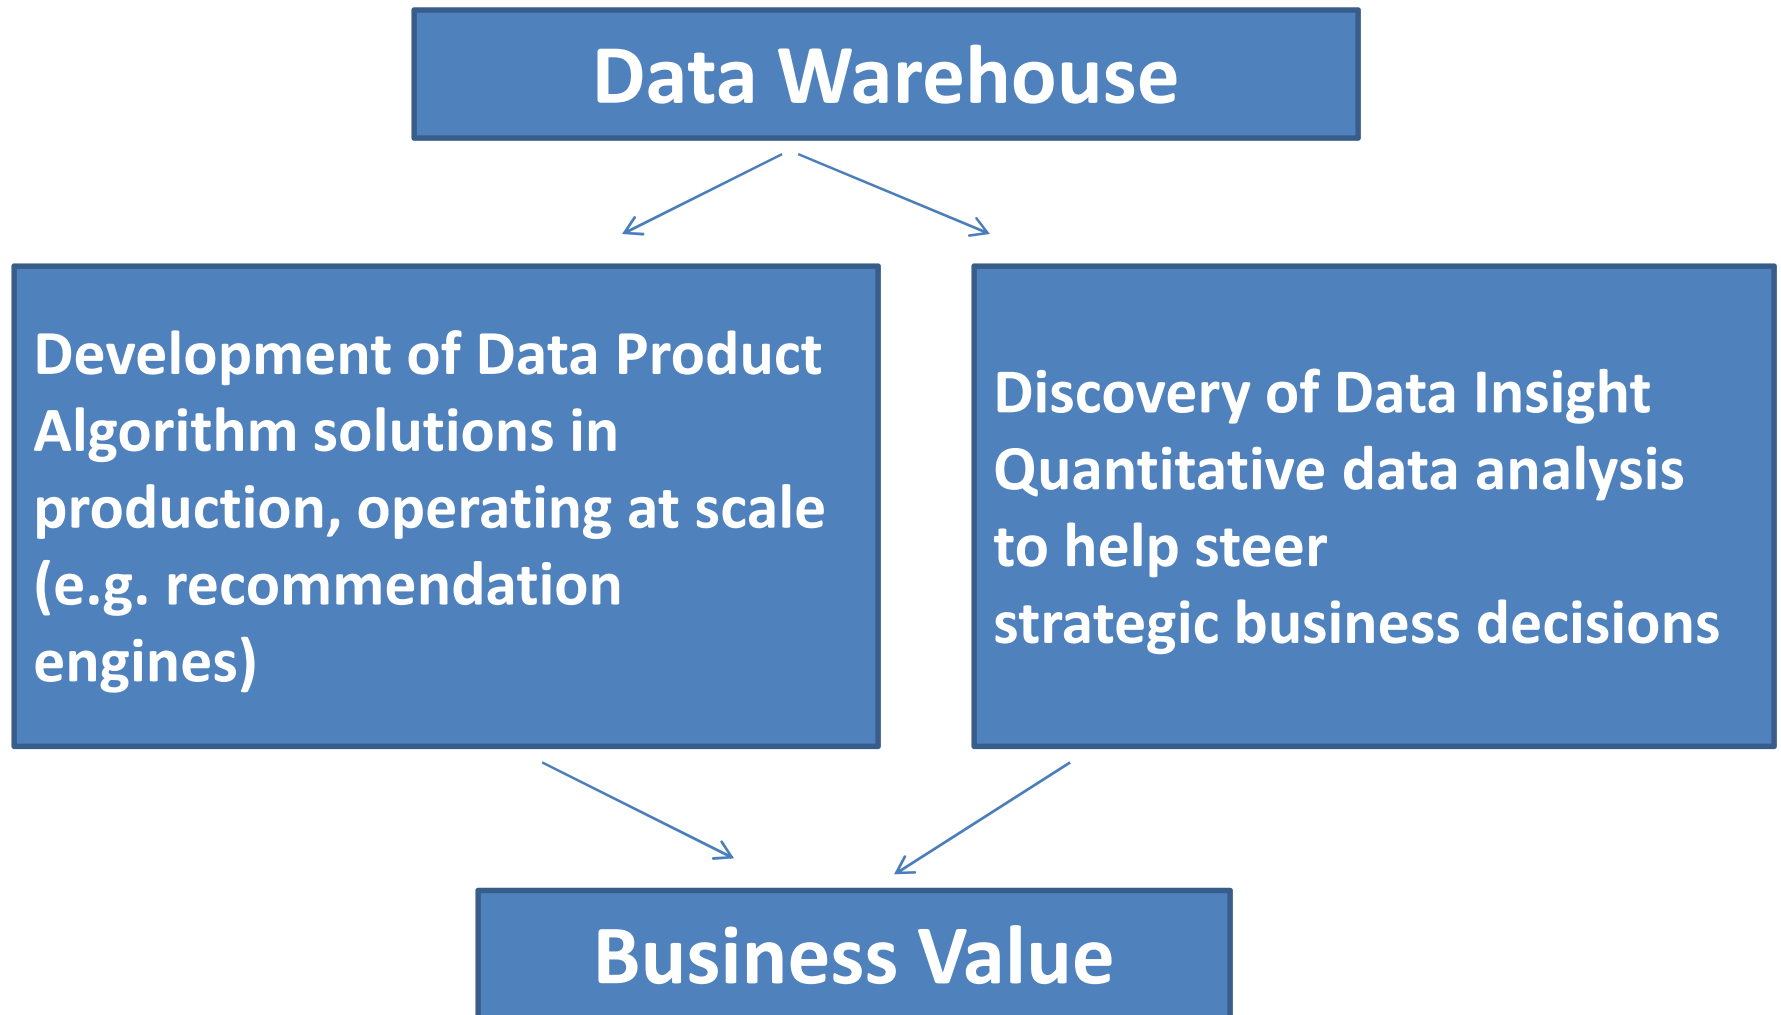 Data Warehouse
Development of Data Product
Algorithm solutions in
production, operating at scale
(e.g. recommendation
engines)
Discovery of Data Insight
Quantitative data analysis
to help steer
strategic business decisions
Business Value